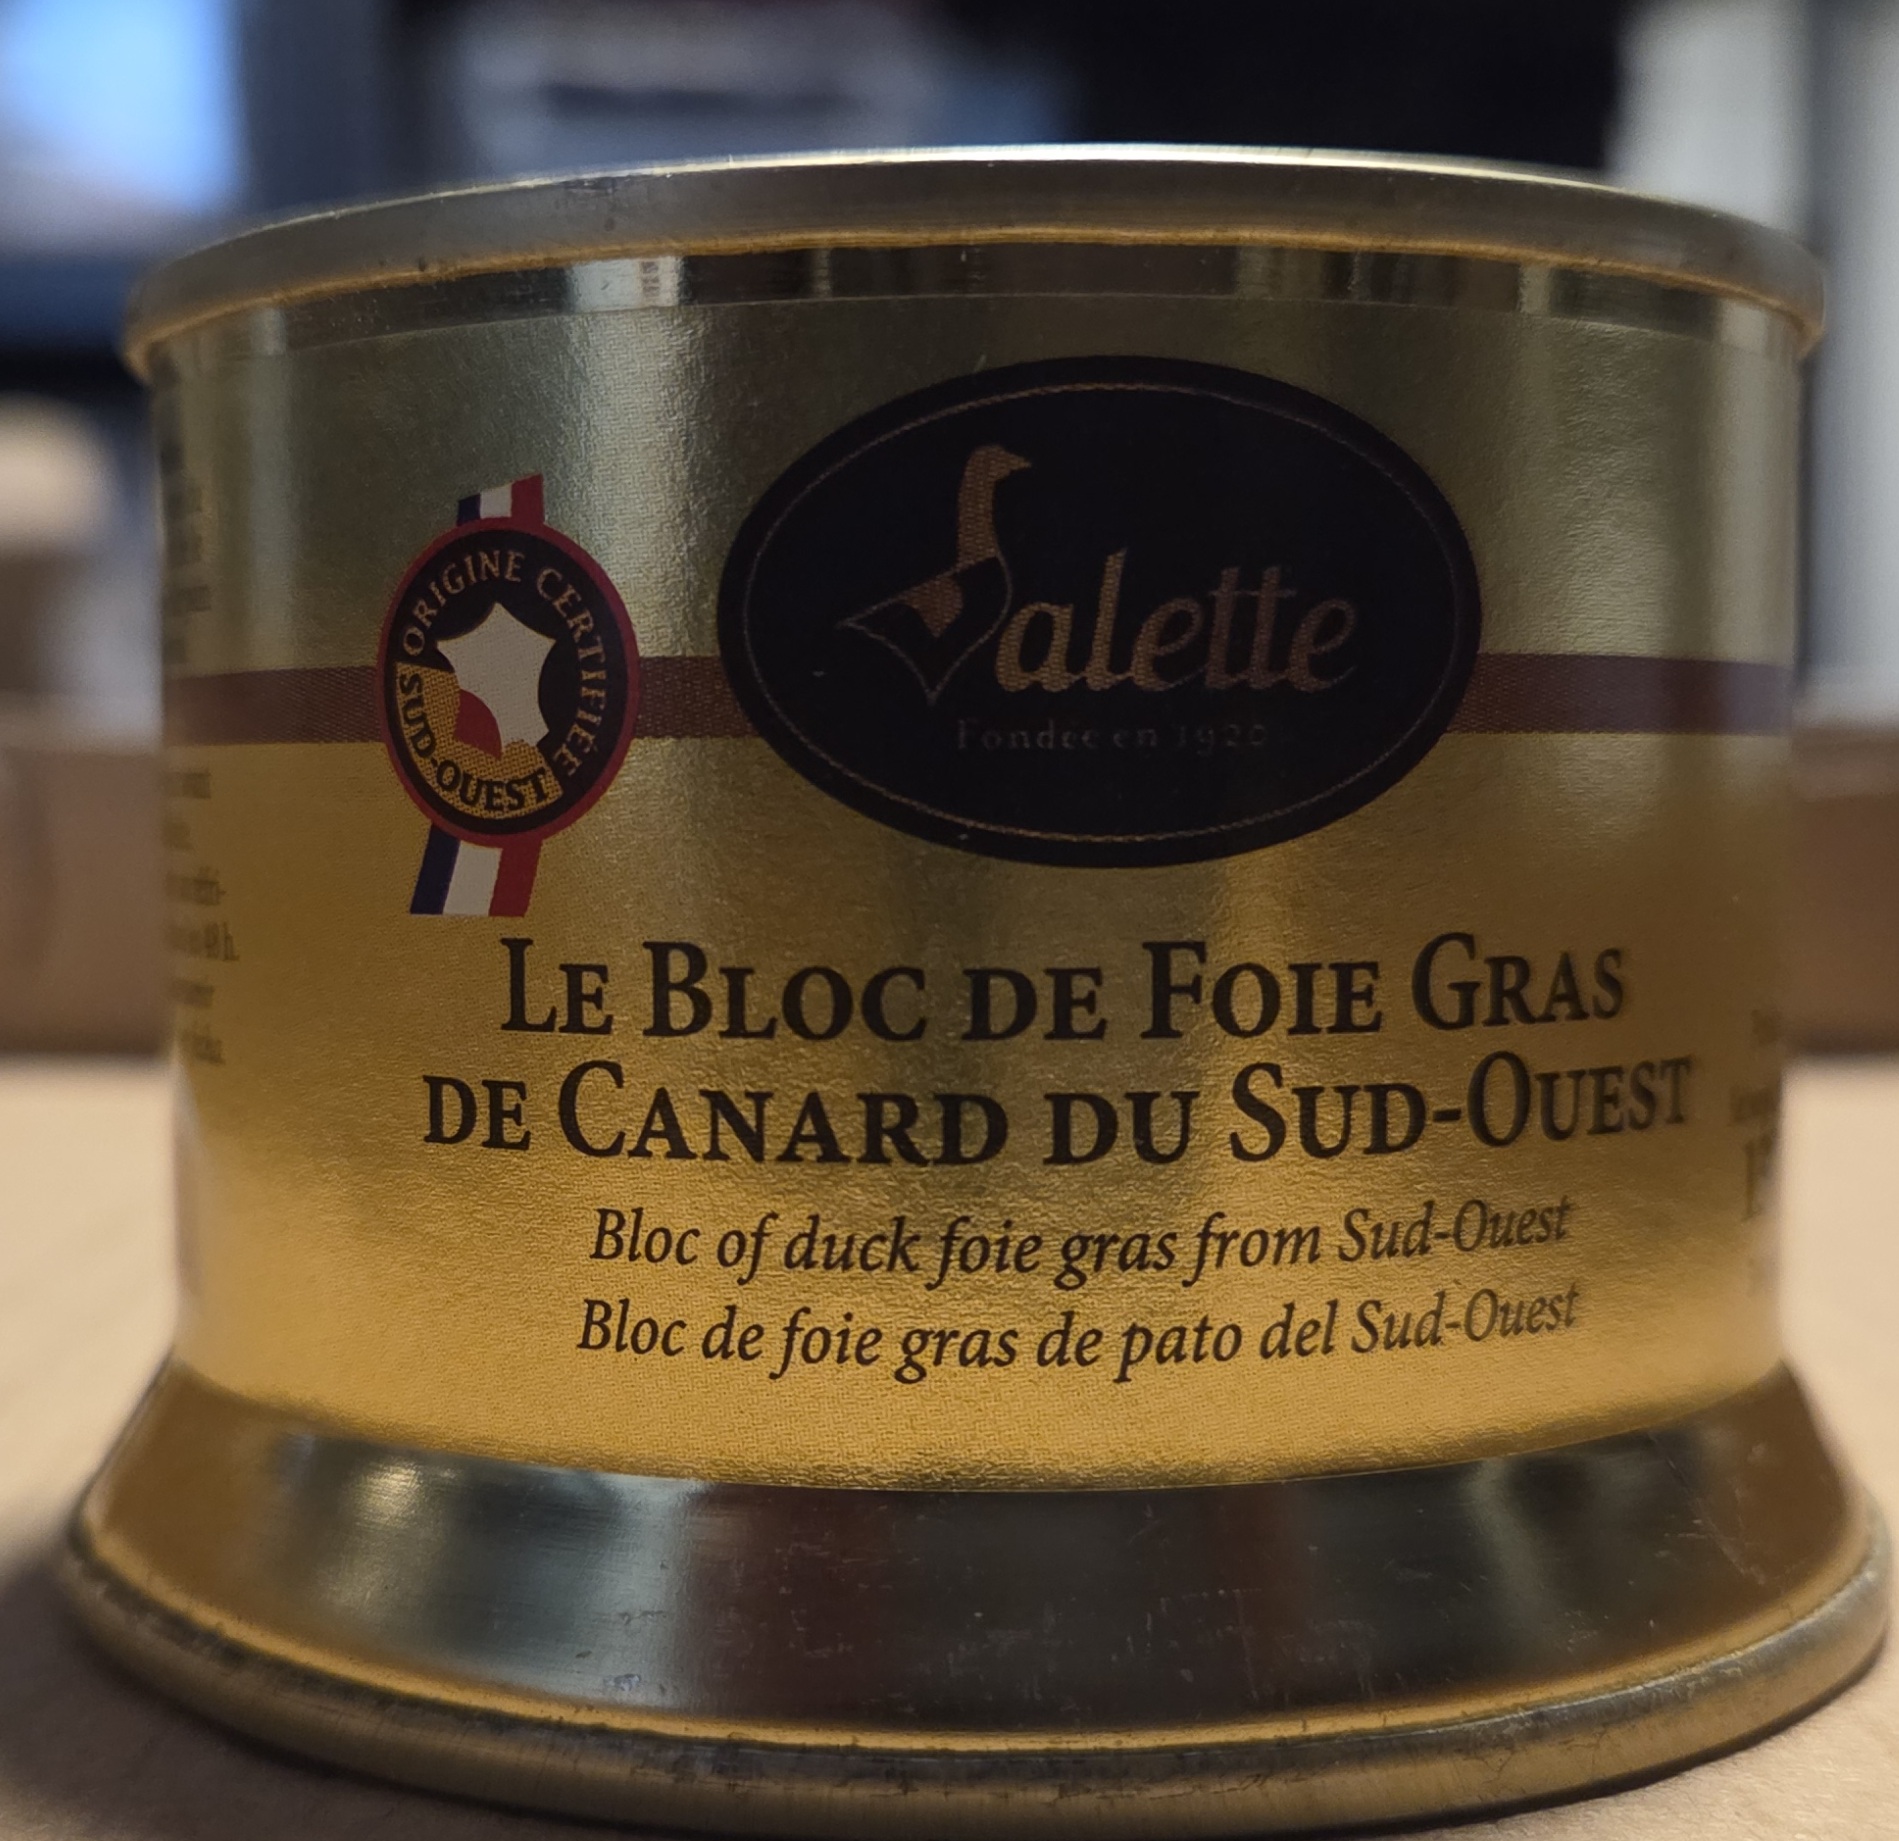 Valette
Fondée en 1920
ORIGINE CERTIFIÉE
SUD-OUEST
LE BLOC DE FOIE GRAS
DE CANARD DU SUD-OUEST
Bloc of duck foie gras from Sud-Ouest
Bloc de foie gras de pato del Sud-Ouest